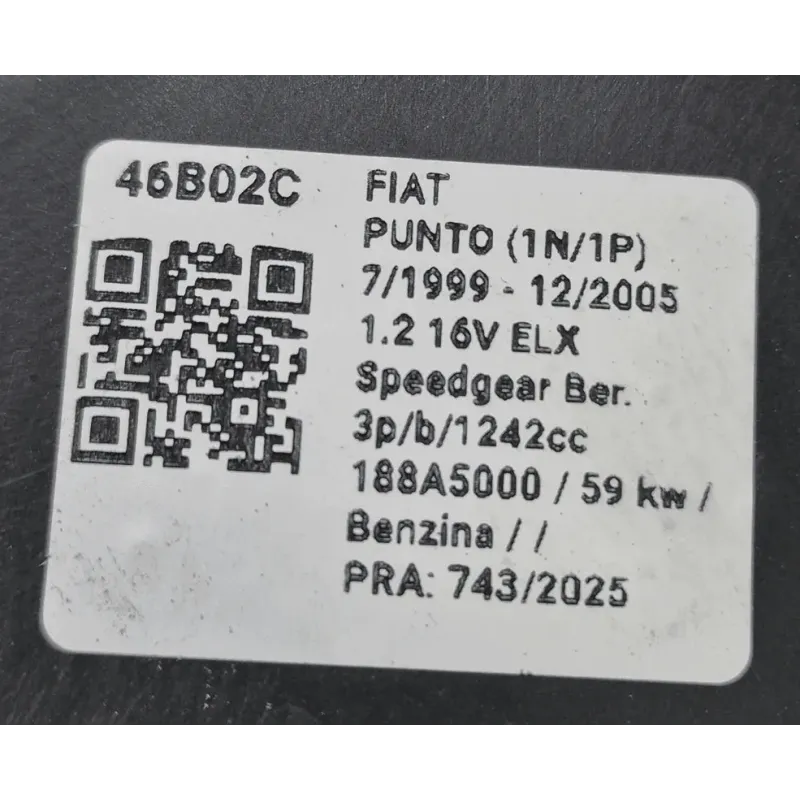 46B02C
FIAT
PUNTO (1N/1P)
7/1999 - 12/2005
1.2 16V ELX
Speedgear Ber.
3p/b/1242cc
188A5000 / 59 kw /
Benzina / /
PRA: 743/2025